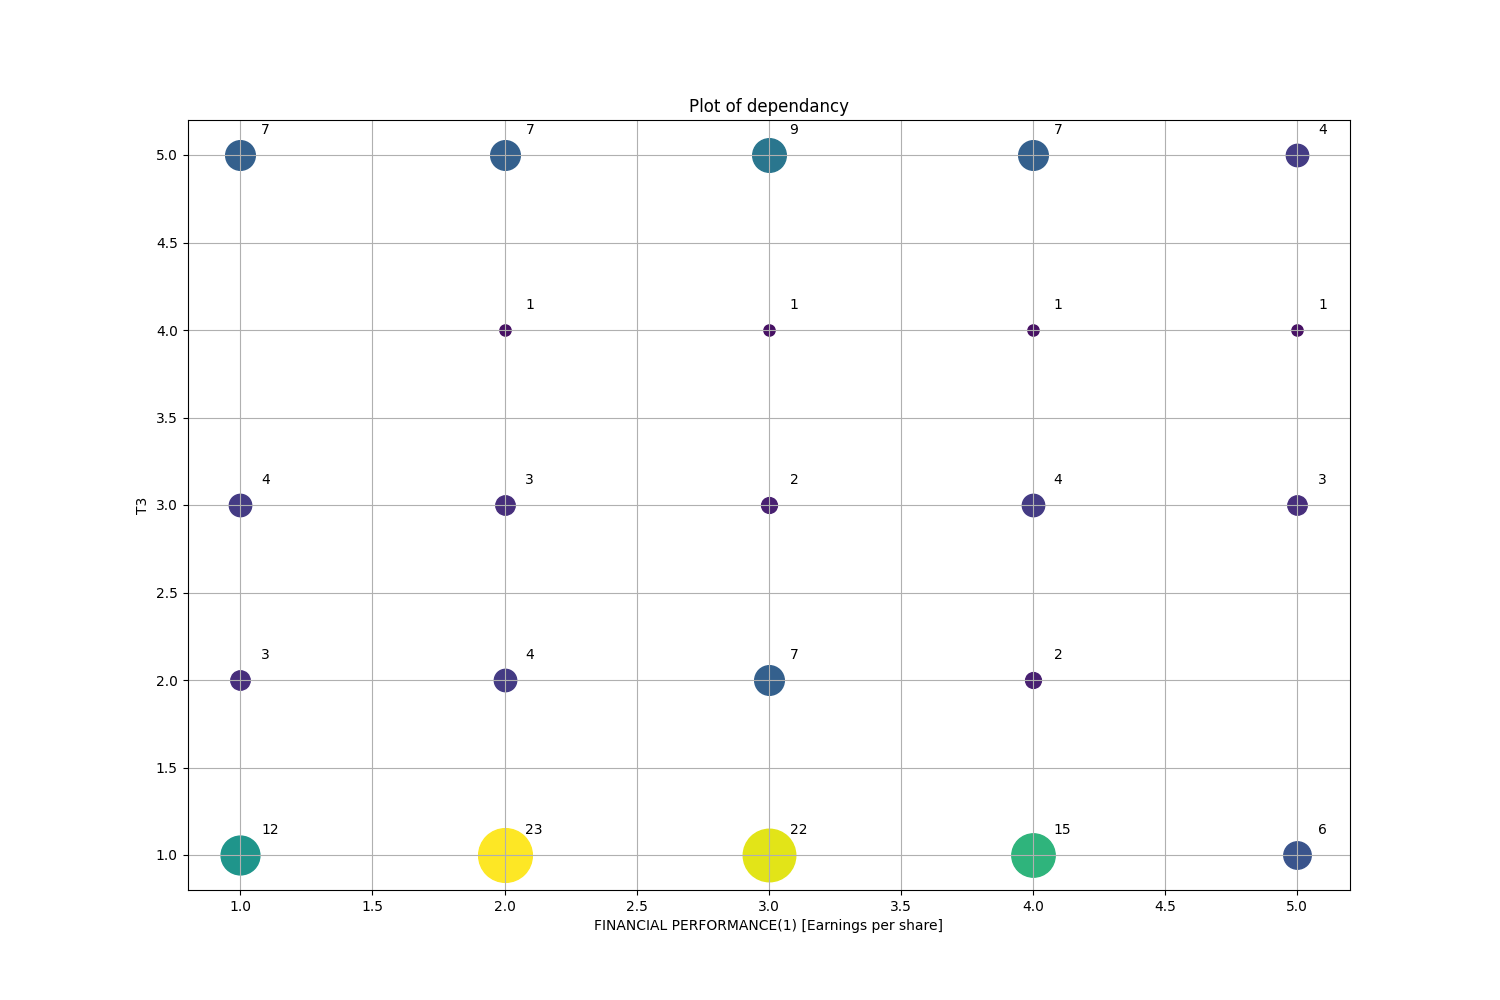 Plot of dependancy
7 7 9 7 4
5.0
4.5
1 1 1 1
4.0
3.5
4 3 2 4 3
3.0
T3
2.5
3 4 7 2
2.0
1.5
12 23 22 15 6
1.0
1.0 1.5 2.0 2.5 3.0 3.5 4.0 4.5 5.0
FINANCIAL PERFORMANCE(1) [Earnings per share]